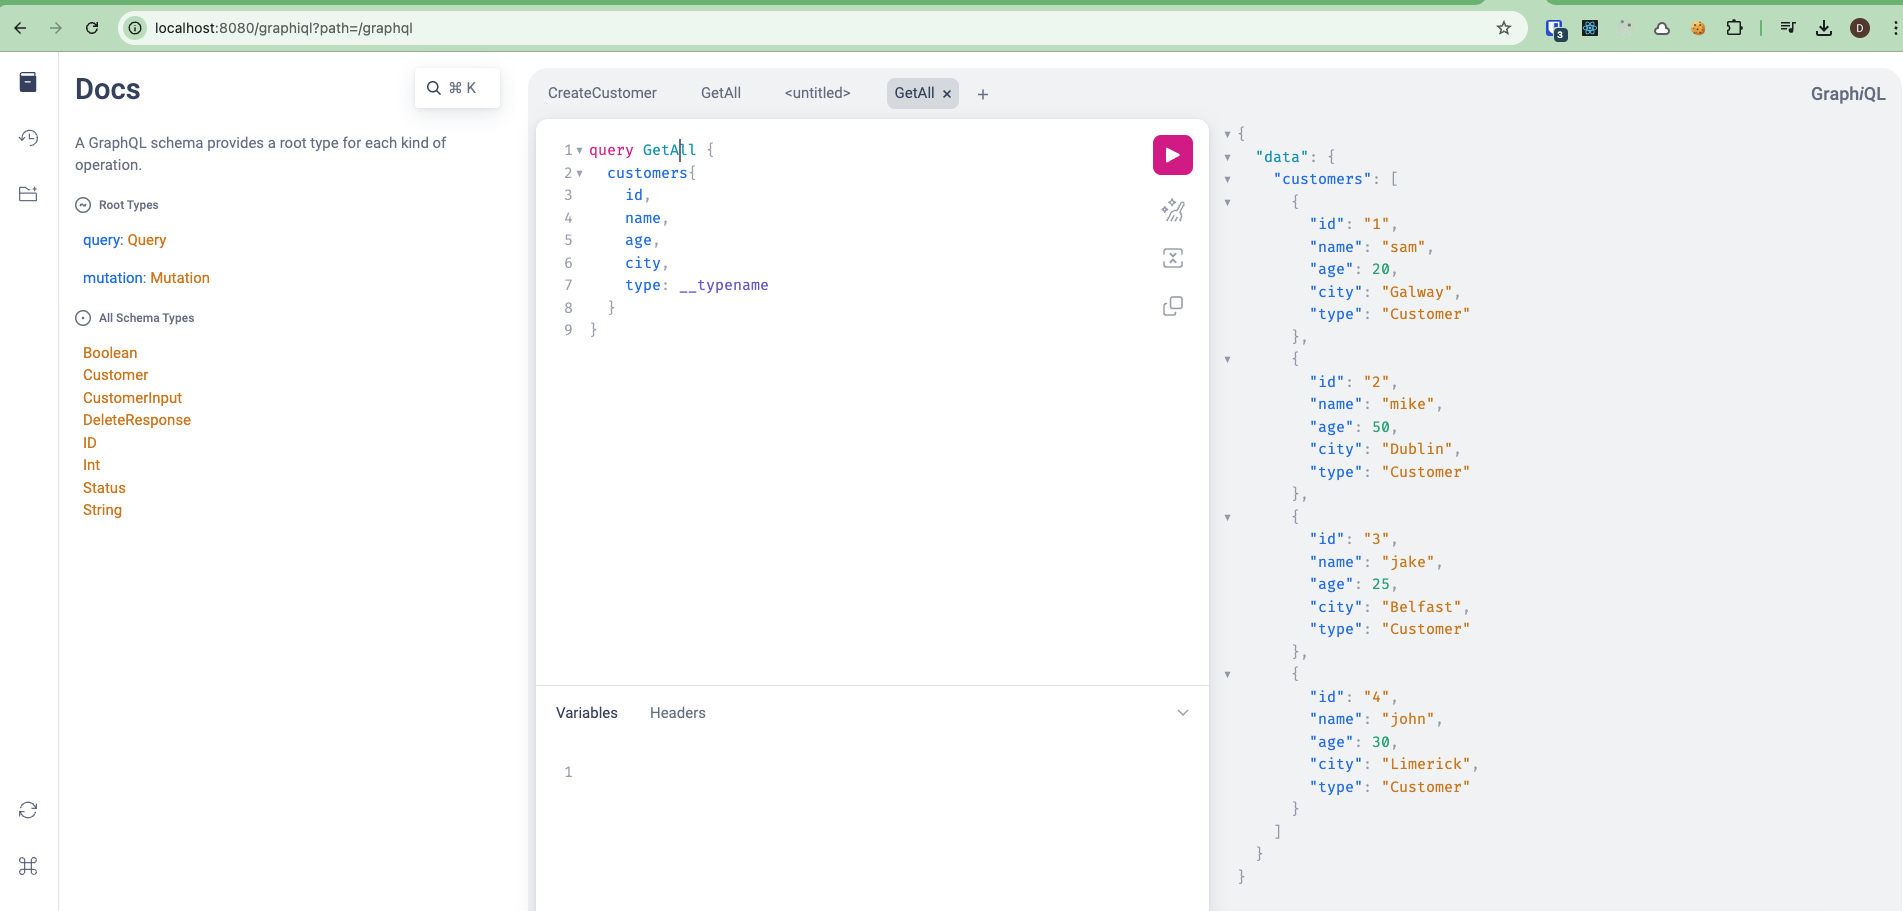 localhost:8080/graphiql?path=/graphql
3
D
Docs
⌘ K
A GraphQL schema provides a root type for each kind of
operation.
Root Types
query: Query
mutation: Mutation
All Schema Types
Boolean
Customer
CustomerInput
DeleteResponse
ID
Int
Status
String
CreateCustomer GetAll <untitled> GetAll × +
GraphiQL
1 query GetAll {
2 customers{
3 id,
4 name,
5 age,
6 city,
7 type: __typename
8 }
9 }
Variables Headers
1
{
"data": {
"customers": [
{
"id": "1",
"name": "sam",
"age": 20,
"city": "Galway",
"type": "Customer"
},
{
"id": "2",
"name": "mike",
"age": 50,
"city": "Dublin",
"type": "Customer"
},
{
"id": "3",
"name": "jake",
"age": 25,
"city": "Belfast",
"type": "Customer"
},
{
"id": "4",
"name": "john",
"age": 30,
"city": "Limerick",
"type": "Customer"
}
]
}
}